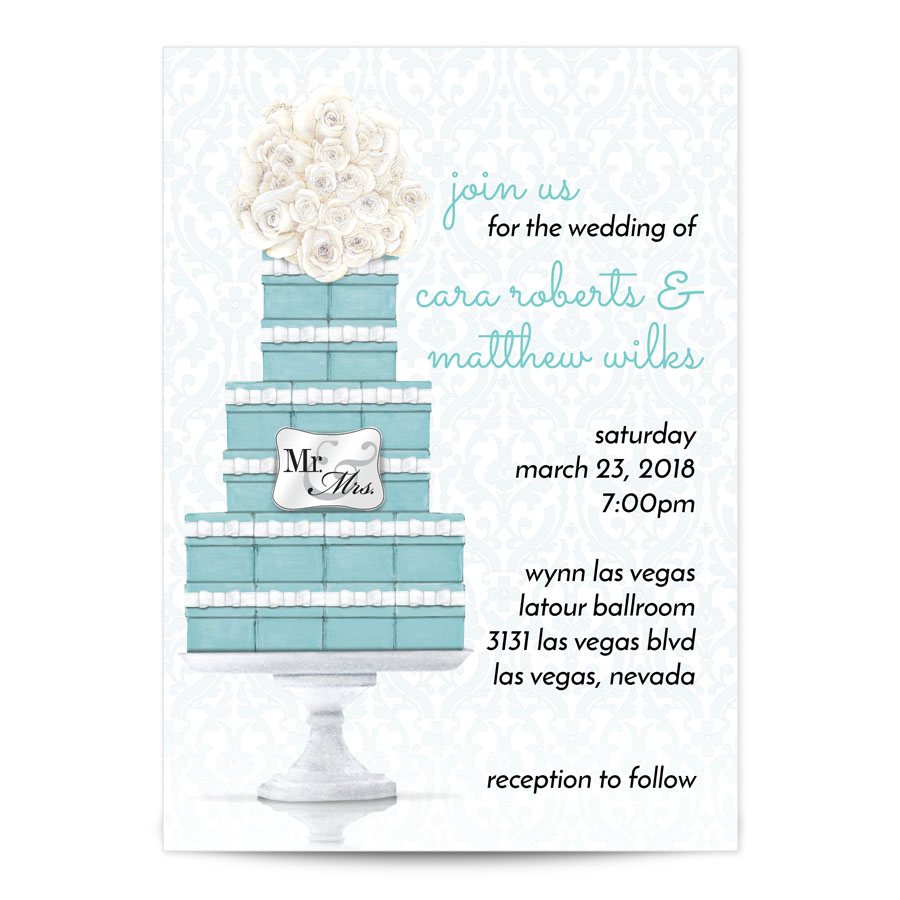 join us
for the wedding of
cara roberts &
matthew wilks
Mr. &
Mrs.
saturday
march 23, 2018
7:00pm
wynn las vegas
latour ballroom
3131 las vegas blvd
las vegas, nevada
reception to follow